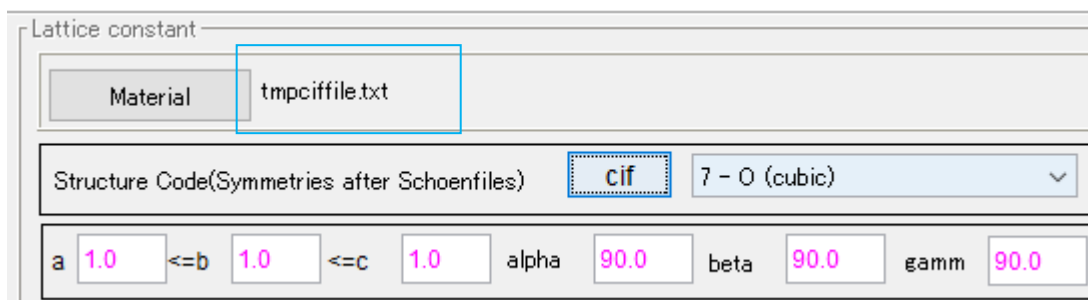 Lattice constant
Material tmpciffile.txt
Structure Code(Symmetries after Schoenfiles) cif 7 - O (cubic)
a 1.0 <=b 1.0 <=c 1.0 alpha 90.0 beta 90.0 gamm 90.0